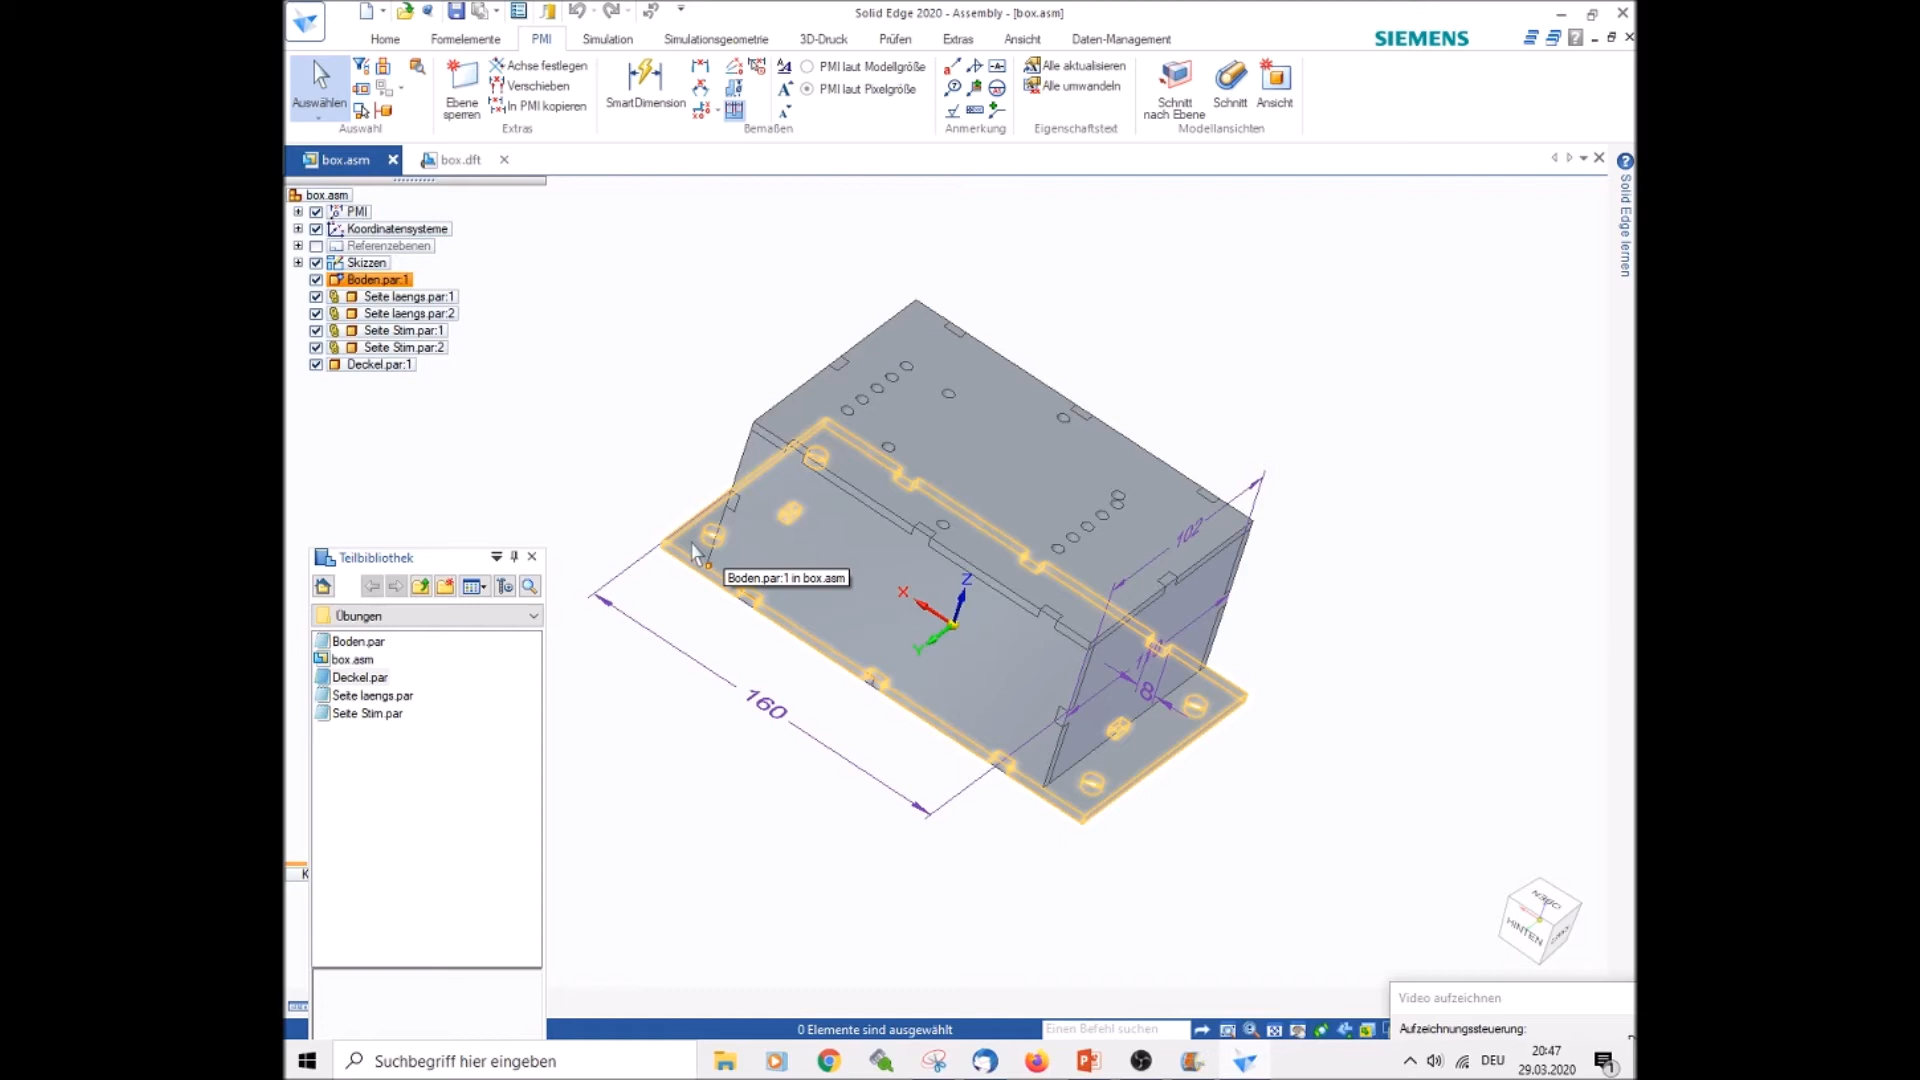 Solid Edge 2020 - Assembly - [box.asm]
Home
Formelemente
PMI
Simulation
Simulationsgeometrie
3D-Druck
Prüfen
Extras
Ansicht
Daten-Management
SIEMENS
Auswählen
Auswahl
Ebene sperren
Achse festlegen
Verschieben
In PMI kopieren
Extras
SmartDimension
PMI laut Modellgröße
PMI laut Pixelgröße
Bemaßen
Anmerkung
Alle aktualisieren
Alle umwandeln
Eigenschaftstext
Schnitt nach Ebene
Schnitt
Ansicht
Modellansichten
box.asm
box.dft
Solid Edge lernen
box.asm
PMI
Koordinatensysteme
Referenzebenen
Skizzen
Boden.par:1
Seite laengs.par:1
Seite laengs.par:2
Seite Stirn.par:1
Seite Stirn.par:2
Deckel.par:1
Teilbibliothek
Übungen
Boden.par
box.asm
Deckel.par
Seite laengs.par
Seite Stirn.par
102
Boden.par:1 in box.asm
Z
X
Y
8
160
OBEN
HINTEN
Video aufzeichnen
Aufzeichnungssteuerung:
0 Elemente sind ausgewählt
Einen Befehl suchen
Suchbegriff hier eingeben
DEU
20:47
29.03.2020